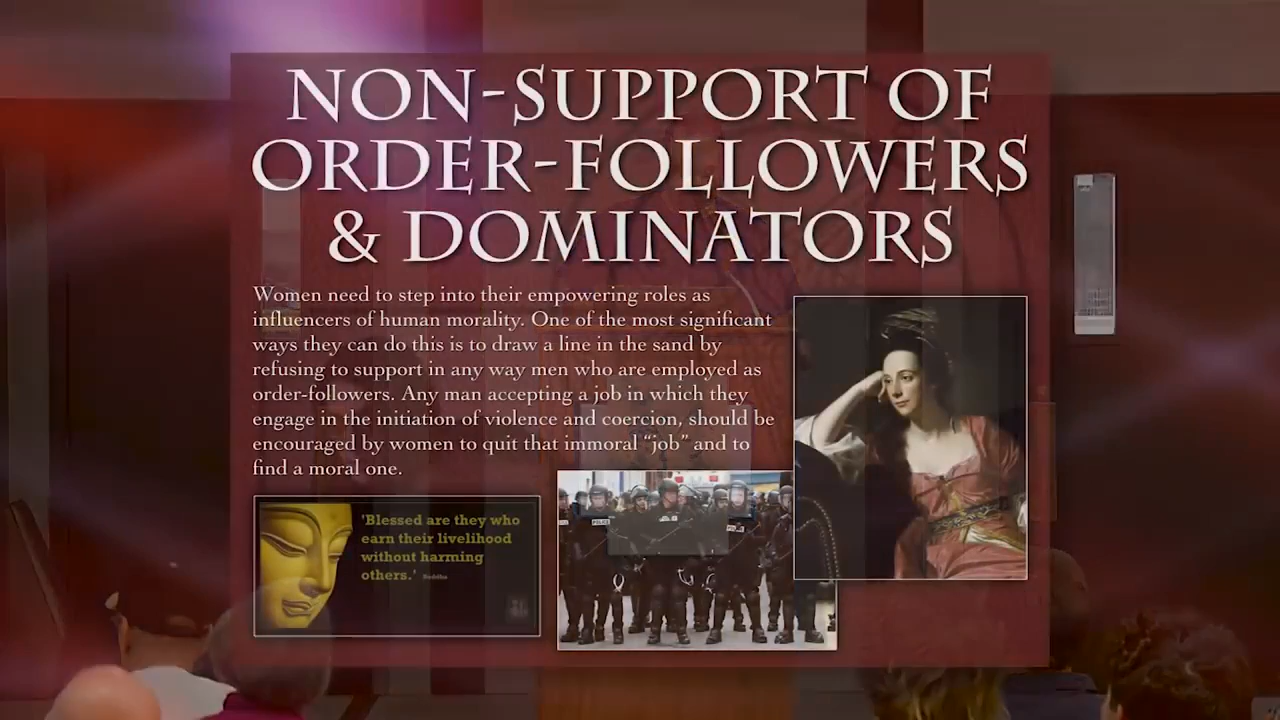 NON-SUPPORT OF
ORDER-FOLLOWERS
& DOMINATORS
Women need to step into their empowering roles as
influencers of human morality. One of the most significant
ways they can do this is to draw a line in the sand by
refusing to support in any way men who are employed as
order-followers. Any man accepting a job in which they
engage in the initiation of violence and coercion, should be
encouraged by women to quit that immoral “job” and to
find a moral one.
'Blessed are they who
earn their livelihood
without harming
others.' Buddha
POLICE